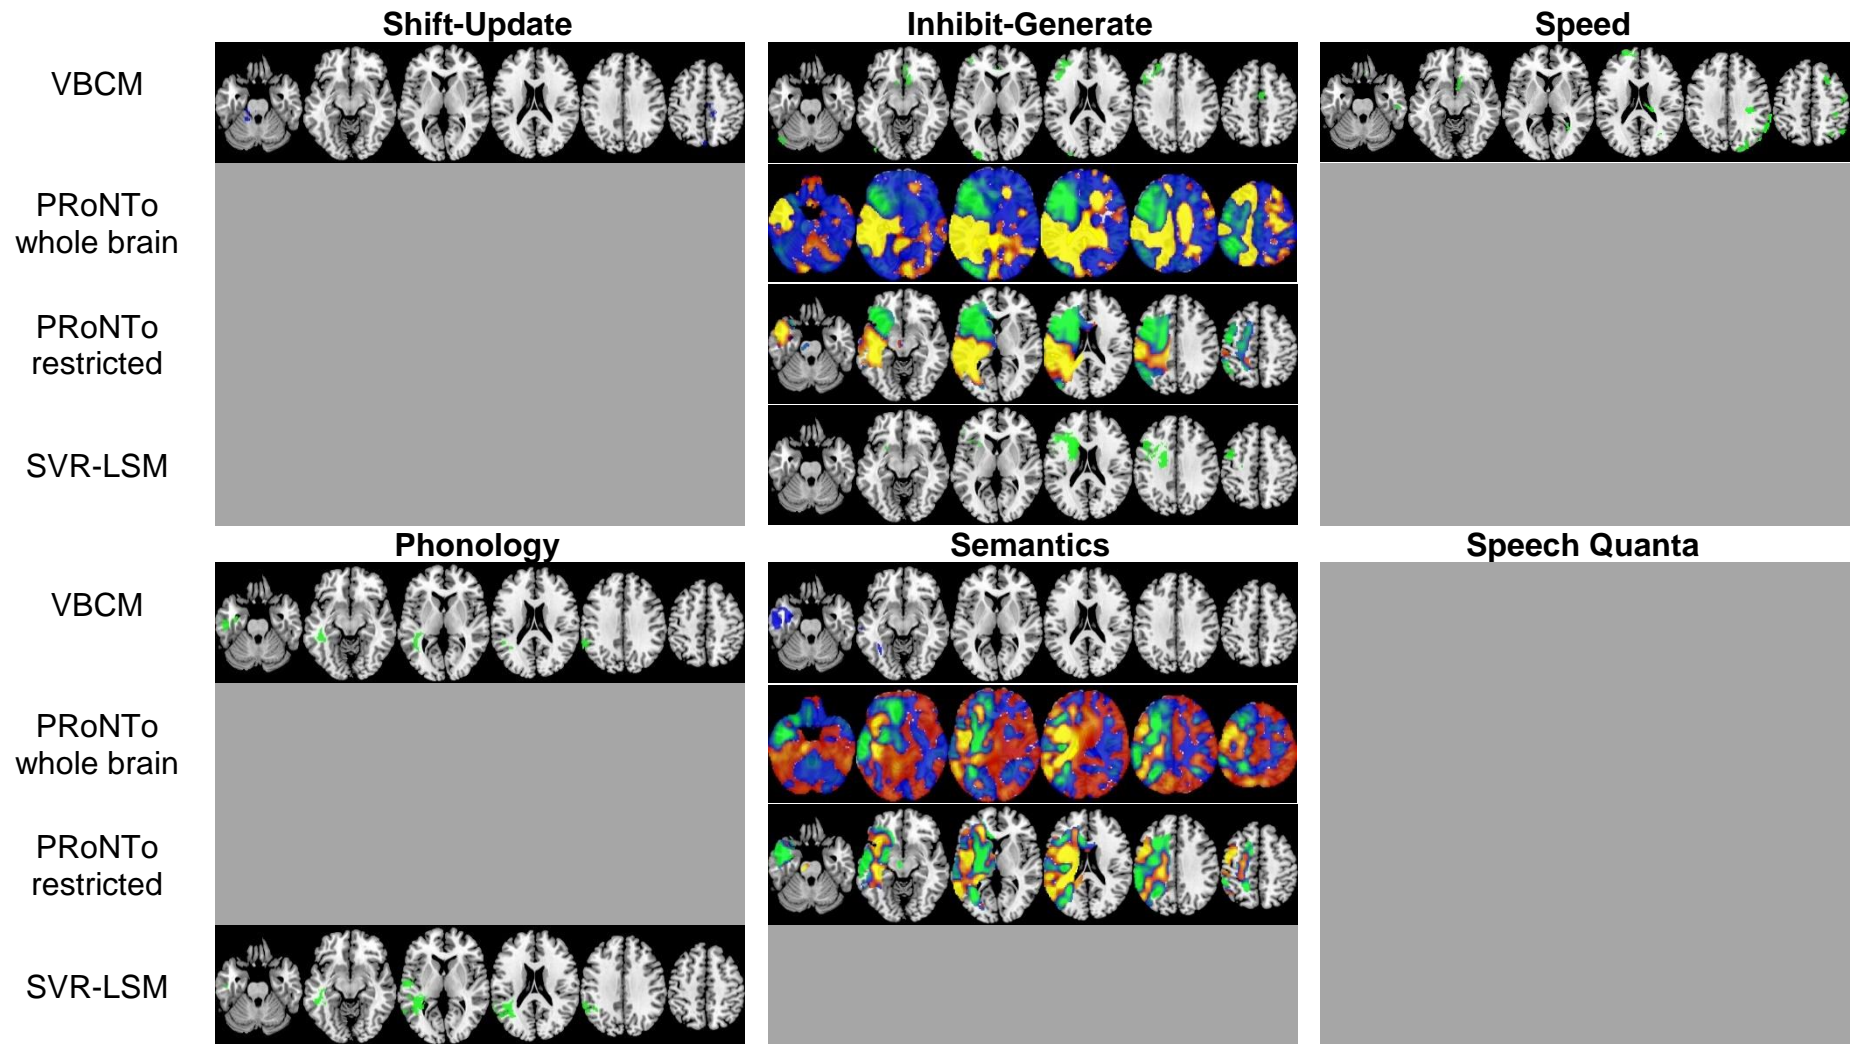 Shift-Update
Inhibit-Generate
Speed
VBCM
PRoNTo
whole brain
PRoNTo
restricted
SVR-LSM
Phonology
Semantics
Speech Quanta
VBCM
PRoNTo
whole brain
PRoNTo
restricted
SVR-LSM